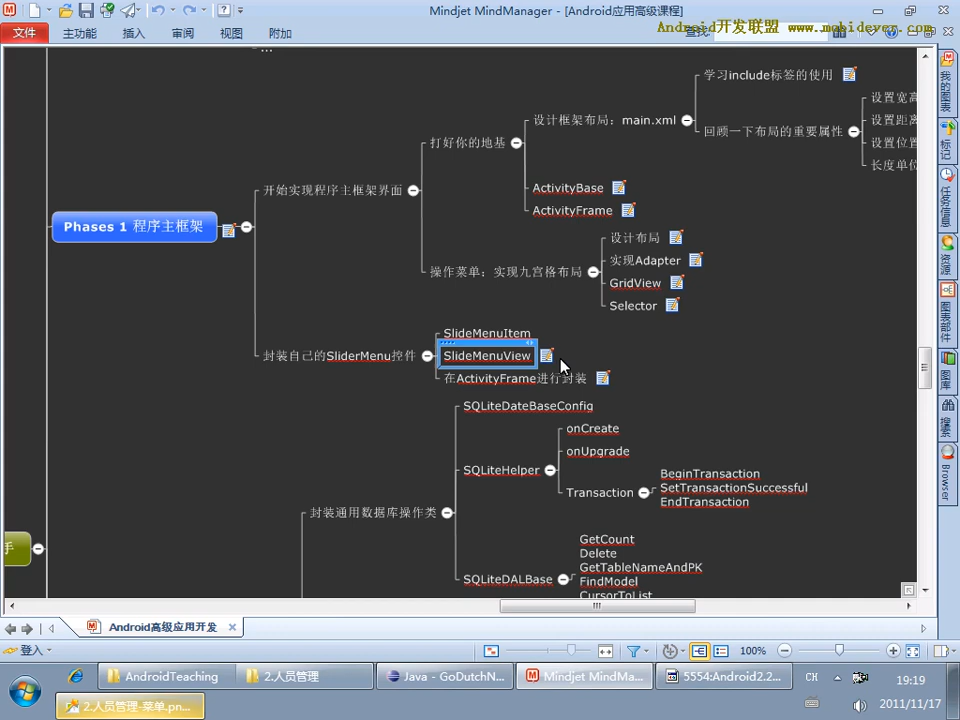 Mindjet MindManager - [Android应用高级课程]
文件
主功能
插入
审阅
视图
附加
查找:
Android开发联盟 www.mobidever.com
...
学习include标签的使用
设置宽高
设计框架布局：main.xml
设置距离
回顾一下布局的重要属性
打好你的地基
设置位置
长度单位
ActivityBase
开始实现程序主框架界面
ActivityFrame
Phases 1 程序主框架
设计布局
实现Adapter
操作菜单：实现九宫格布局
GridView
Selector
SlideMenuItem
封装自己的SliderMenu控件
SlideMenuView
在ActivityFrame进行封装
SQLiteDateBaseConfig
onCreate
onUpgrade
SQLiteHelper
BeginTransaction
Transaction
SetTransactionSuccessful
EndTransaction
封装通用数据库操作类
GetCount
手
Delete
GetTableNameAndPK
SQLiteDALBase
FindModel
CursorToList
我的图表
标记
任务信息
资源
图表部件
图库
搜索
Browser
Android高级应用开发
登入
100%
AndroidTeaching
2.人员管理
Java - GoDutchN...
Mindjet MindMa...
5554:Android2.2...
CH
19:19
2011/11/17
2.人员管理-菜单.pn...